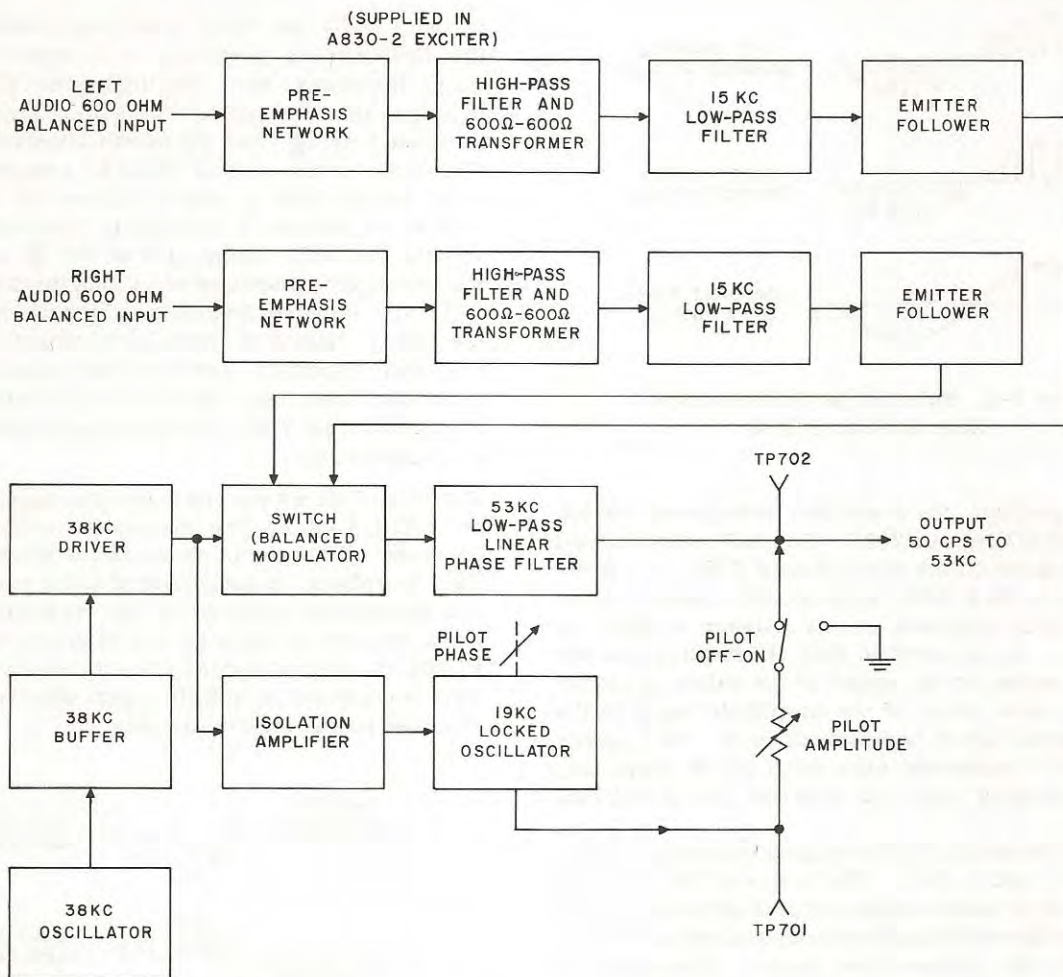 (SUPPLIED IN
A830-2 EXCITER)
LEFT
AUDIO 600 OHM
BALANCED INPUT
PRE-
EMPHASIS
NETWORK
HIGH-PASS
FILTER AND
600Ω-600Ω
TRANSFORMER
15 KC
LOW-PASS
FILTER
EMITTER
FOLLOWER
RIGHT
AUDIO 600 OHM
BALANCED INPUT
PRE-
EMPHASIS
NETWORK
HIGH-PASS
FILTER AND
600Ω-600Ω
TRANSFORMER
15KC
LOW-PASS
FILTER
EMITTER
FOLLOWER
38KC
DRIVER
SWITCH
(BALANCED
MODULATOR)
53KC
LOW-PASS
LINEAR
PHASE FILTER
TP702
OUTPUT
50 CPS TO
53KC
PILOT
PHASE
PILOT
OFF-ON
38KC
BUFFER
ISOLATION
AMPLIFIER
19KC
LOCKED
OSCILLATOR
PILOT
AMPLITUDE
38KC
OSCILLATOR
TP701